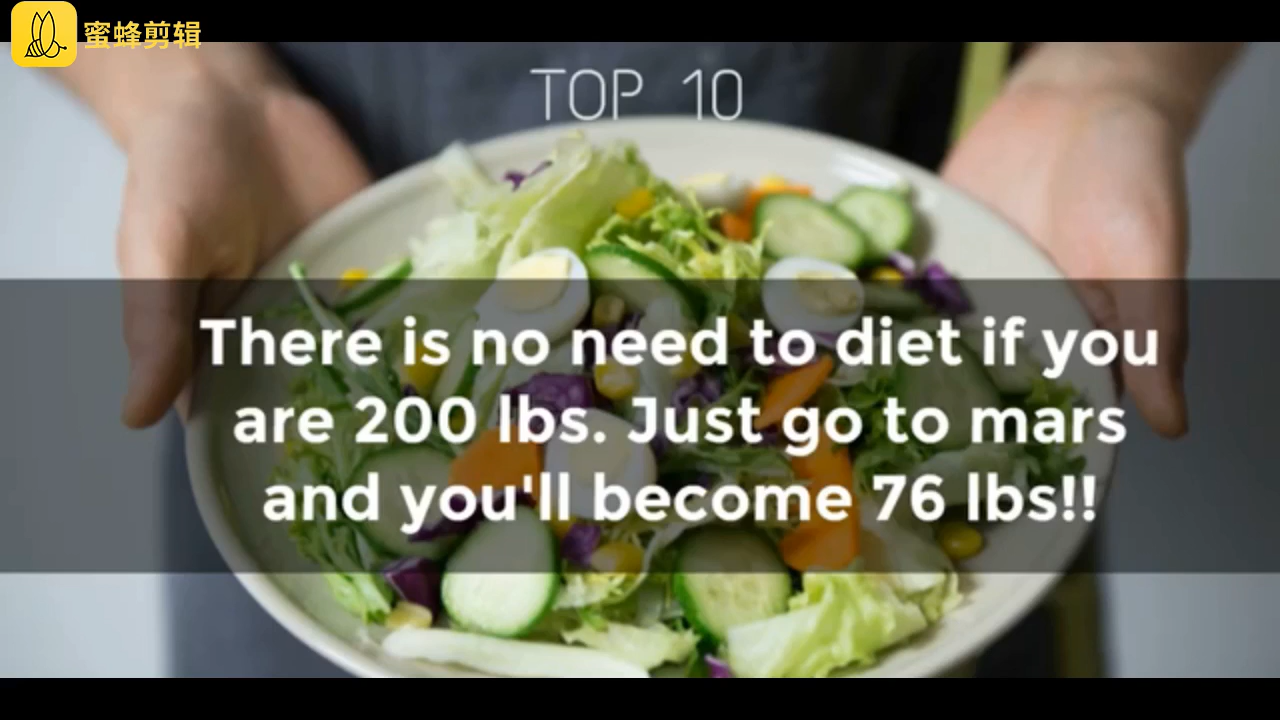 蜜蜂剪辑
TOP 10
There is no need to diet if you
are 200 lbs. Just go to mars
and you'll become 76 lbs!!